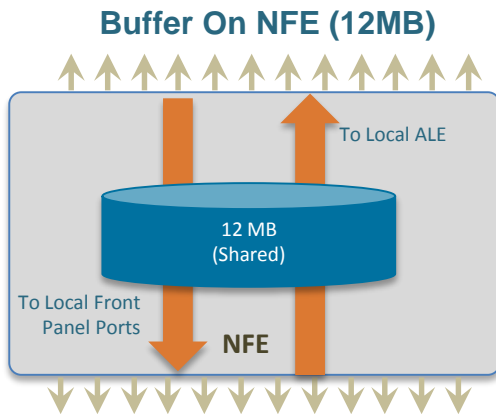 Buffer On NFE (12MB)
To Local ALE
12 MB
(Shared)
To Local Front
Panel Ports
NFE